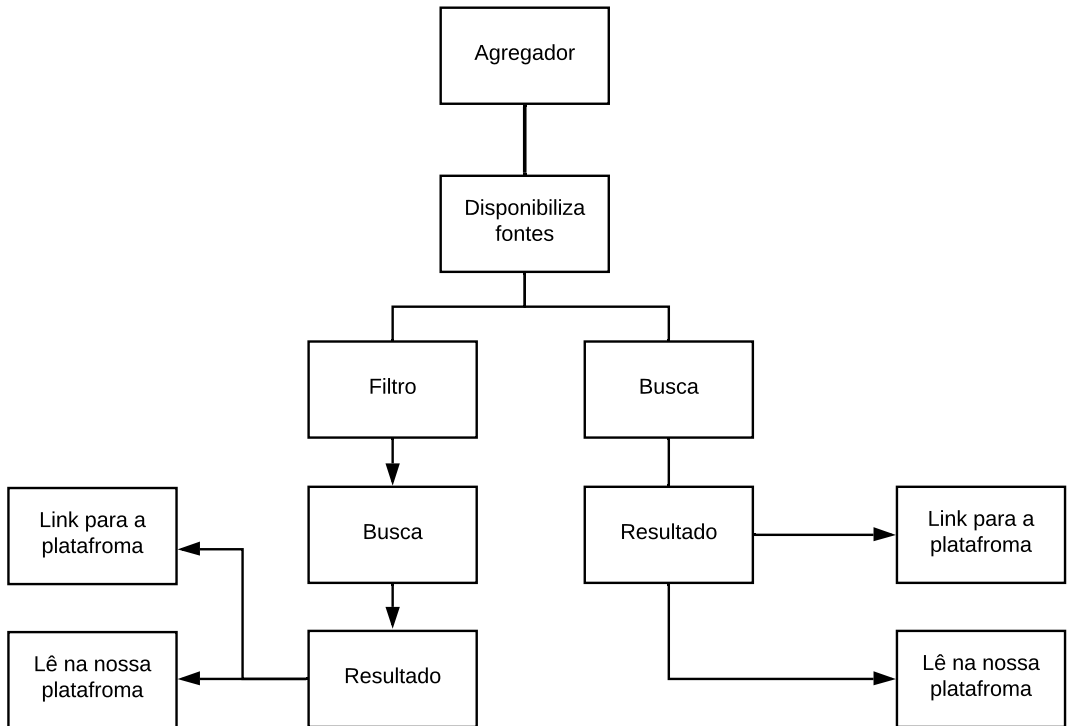 Agregador
Disponibiliza
fontes
Filtro
Busca
Link para a
platafroma
Busca
Resultado
Link para a
platafroma
Lê na nossa
platafroma
Resultado
Lê na nossa
platafroma